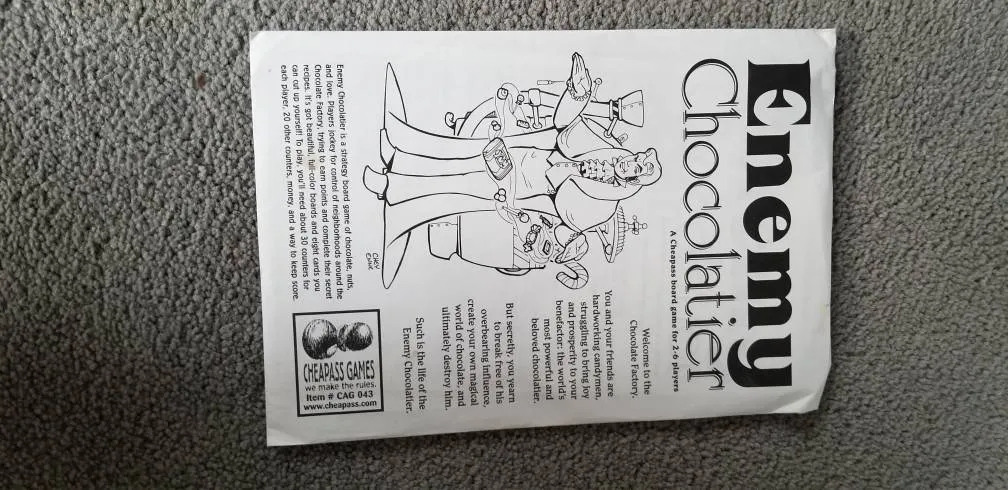 Enemy
Chocolatier
A Cheapass board game for 2-6 players
Welcome to the
Chocolate Factory.
You and your friends are
hardworking candymen,
struggling to bring joy
and prosperity to your
benefactor: the world's
most powerful and
beloved chocolatier.
But secretly, you yearn
to break free of his
overbearing influence,
create your own magical
world of chocolate, and
ultimately destroy him.
Such is the life of the
Enemy Chocolatier.
Enemy Chocolatier is a strategy board game of chocolate, nuts,
and love. Players jockey for control of neighborhoods around the
Chocolate Factory, trying to earn points and complete their secret
recipes. It's got beautiful, full-color boards and eight cards you
can cut up yourself! To play, you'll need about 30 counters for
each player, 20 other counters, money, and a way to keep score.
CHEAPASS GAMES
we make the rules.
Item # CAG 043
www.cheapass.com